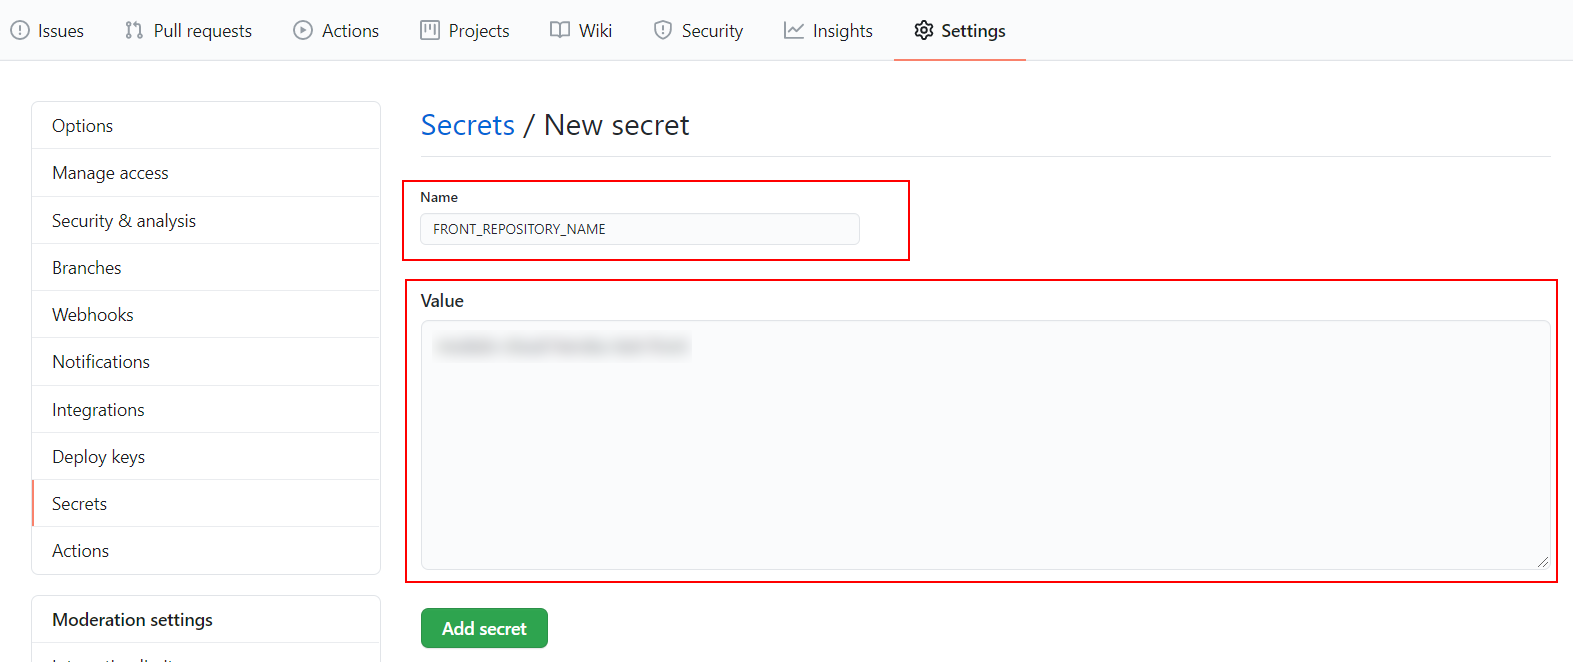 Issues Pull requests Actions Projects Wiki Security Insights Settings
Options
Manage access
Security & analysis
Branches
Webhooks
Notifications
Integrations
Deploy keys
Secrets
Actions
Moderation settings
Secrets / New secret
Name
FRONT_REPOSITORY_NAME
Value
Add secret